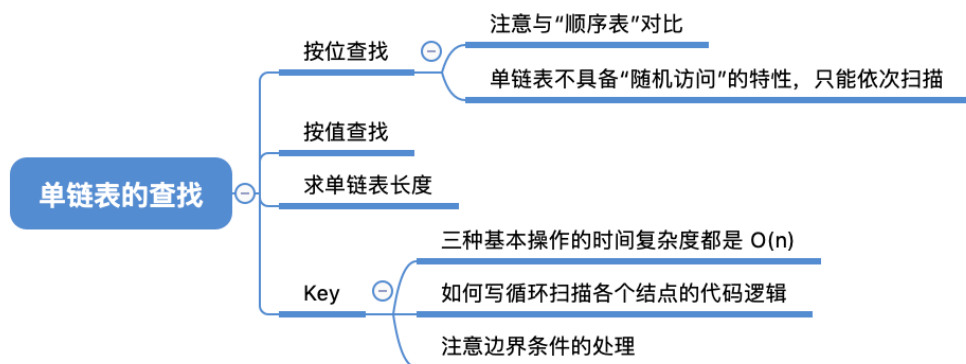 单链表的查找
按位查找
注意与“顺序表”对比
单链表不具备“随机访问”的特性，只能依次扫描
按值查找
求单链表长度
Key
三种基本操作的时间复杂度都是 O(n)
如何写循环扫描各个结点的代码逻辑
注意边界条件的处理